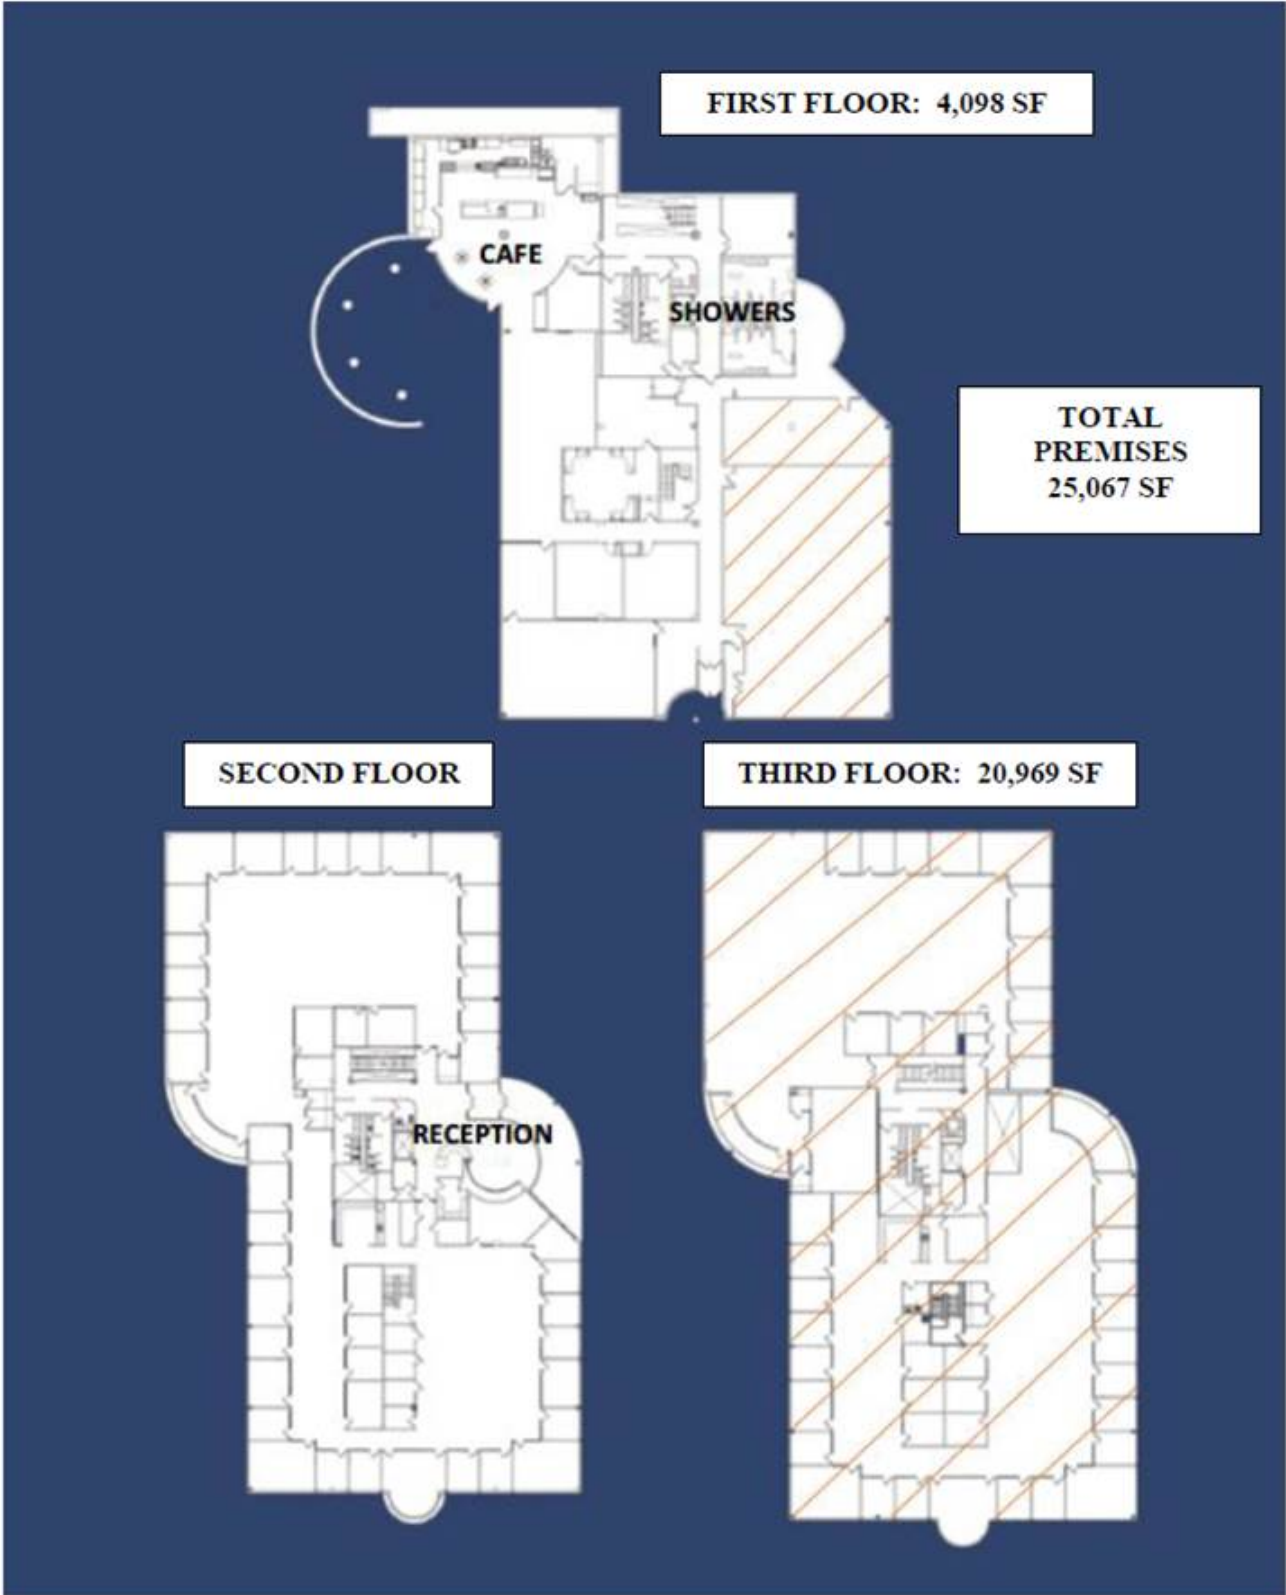 FIRST FLOOR: 4,098 SF
CAFE
SHOWERS
TOTAL
PREMISES
25,067 SF
SECOND FLOOR
THIRD FLOOR: 20,969 SF
RECEPTION